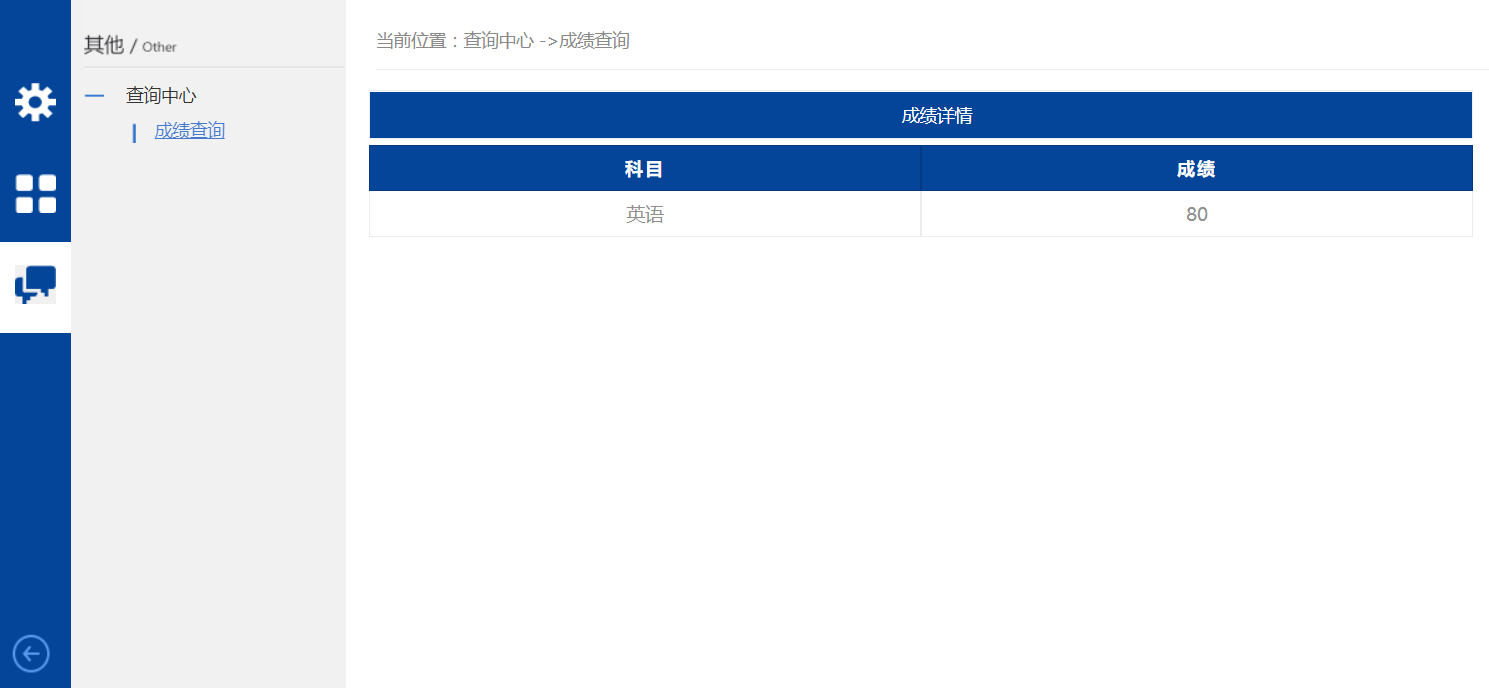 其他 / Other
查询中心
成绩查询
当前位置：查询中心 ->成绩查询
成绩详情
科目 成绩
英语 80